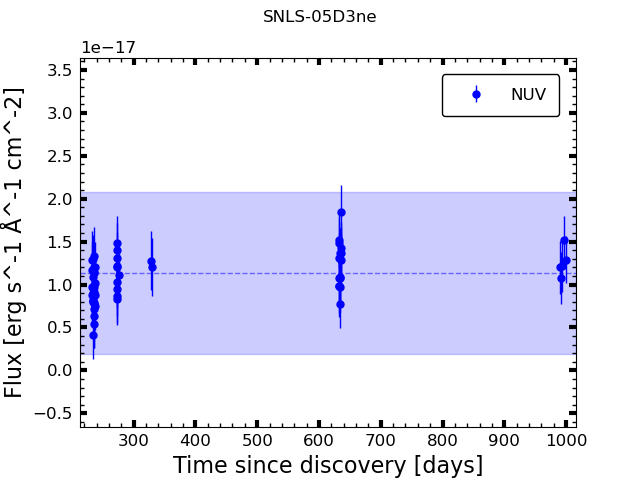 SNLS-05D3ne
1e−17
NUV
3.5
3.0
2.5
2.0
1.5
1.0
0.5
0.0
−0.5
Flux [erg s^-1 Å^-1 cm^-2]
300 400 500 600 700 800 900 1000
Time since discovery [days]